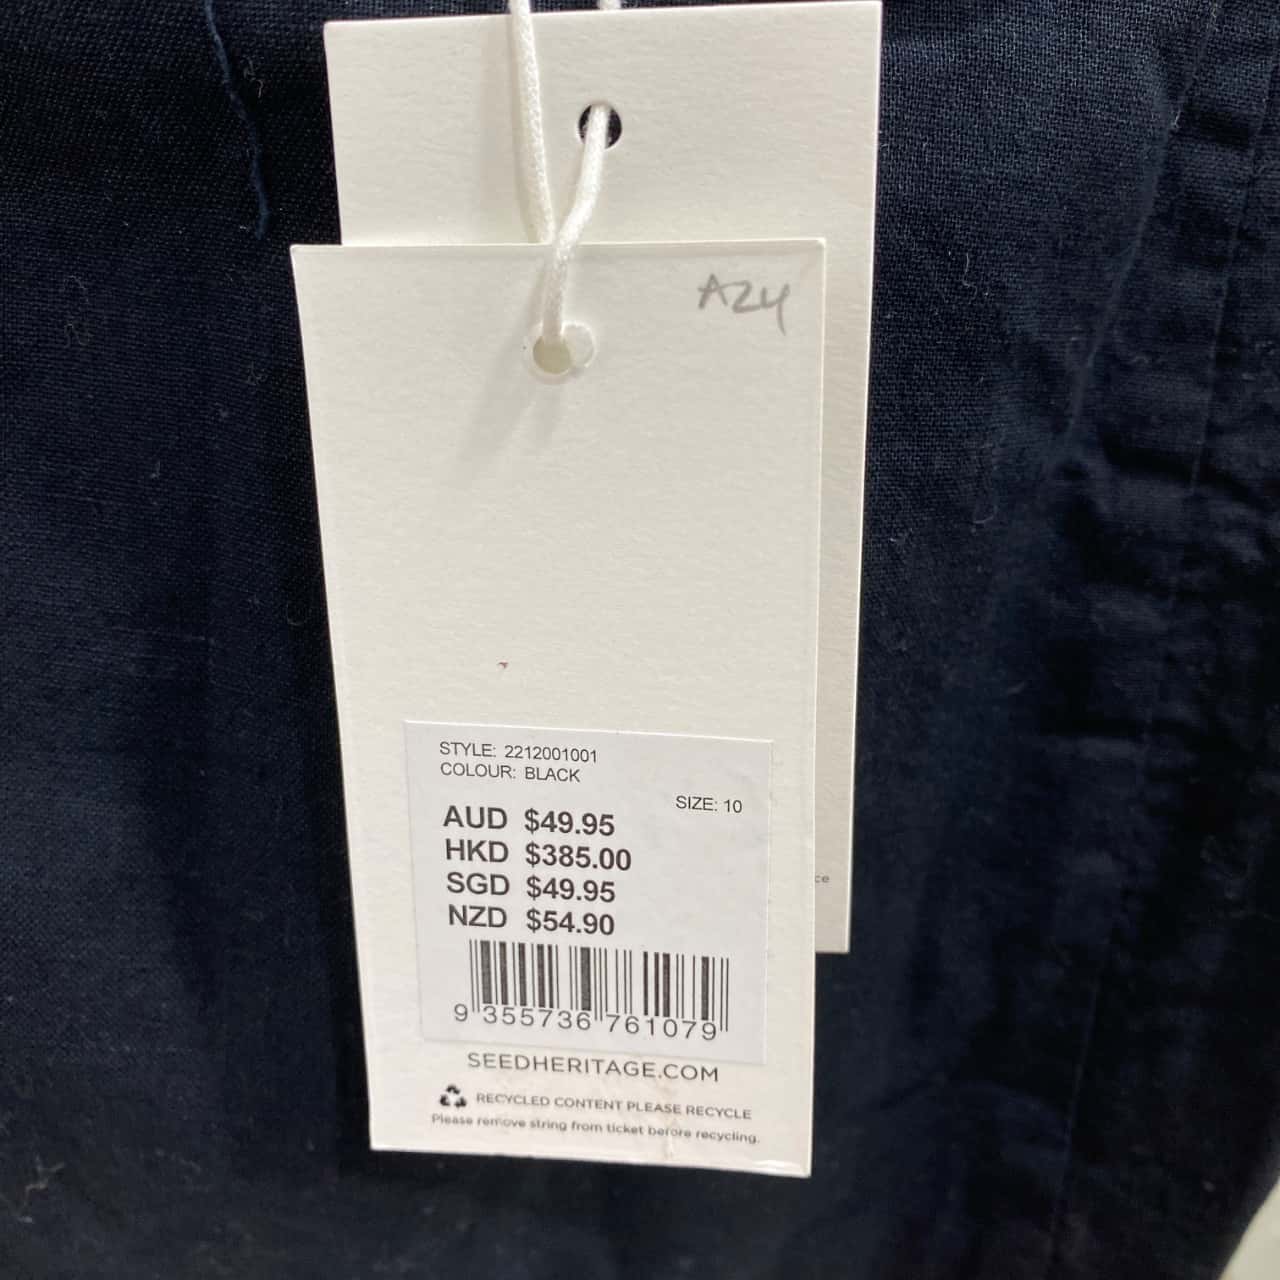 A24
STYLE: 2212001001
COLOUR: BLACK
SIZE: 10
AUD $49.95
HKD $385.00
SGD $49.95
NZD $54.90
9 355736 761079
SEEDHERITAGE.COM
RECYCLED CONTENT PLEASE RECYCLE
Please remove string from ticket before recycling.